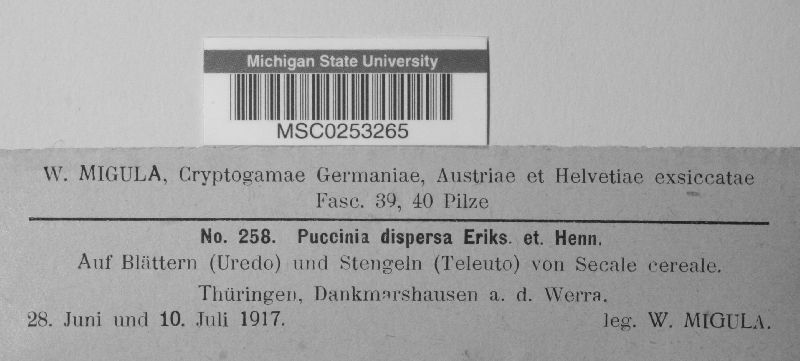 Michigan State University
MSC0253265
W. MIGULA, Cryptogamae Germaniae, Austriae et Helvetiae exsiccatae
Fasc. 39, 40 Pilze
No. 258. Puccinia dispersa Eriks. et. Henn.
Auf Blättern (Uredo) und Stengeln (Teleuto) von Secale cereale.
Thüringen, Dankmarshausen a. d. Werra.
28. Juni und 10. Juli 1917. leg. W. MIGULA.